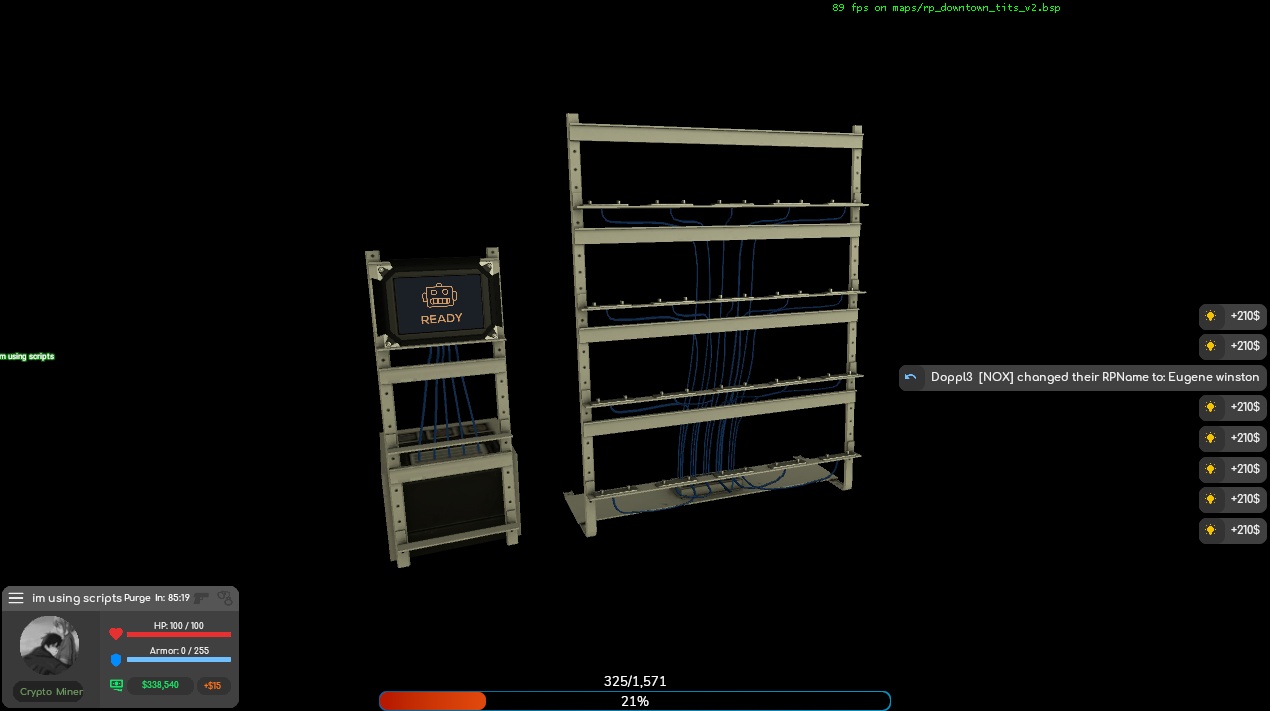 89 fps on maps/rp_downtown_tits_v2.bsp
READY
+210$
+210$
Doppl3 [NOX] changed their RPName to: Eugene winston
m using scripts
+210$
+210$
+210$
+210$
+210$
im using scripts Purge In: 85:19
HP: 100 / 100
Armor: 0 / 255
$338,540 +$15
Crypto Miner
325/1,571
21%